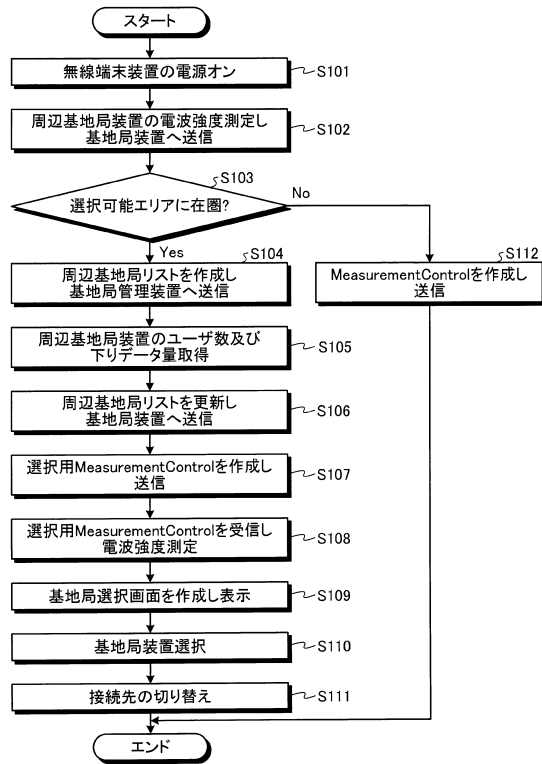 スタート
無線端末装置の電源オン
S101
周辺基地局装置の電波強度測定し
基地局装置へ送信
S102
S103
選択可能エリアに在圏?
No
Yes
S104
周辺基地局リストを作成し
基地局管理装置へ送信
S112
MeasurementControlを作成し
送信
周辺基地局装置のユーザ数及び
下りデータ量取得
S105
周辺基地局リストを更新し
基地局装置へ送信
S106
選択用MeasurementControlを作成し
送信
S107
選択用MeasurementControlを受信し
電波強度測定
S108
基地局選択画面を作成し表示
S109
基地局装置選択
S110
接続先の切り替え
S111
エンド